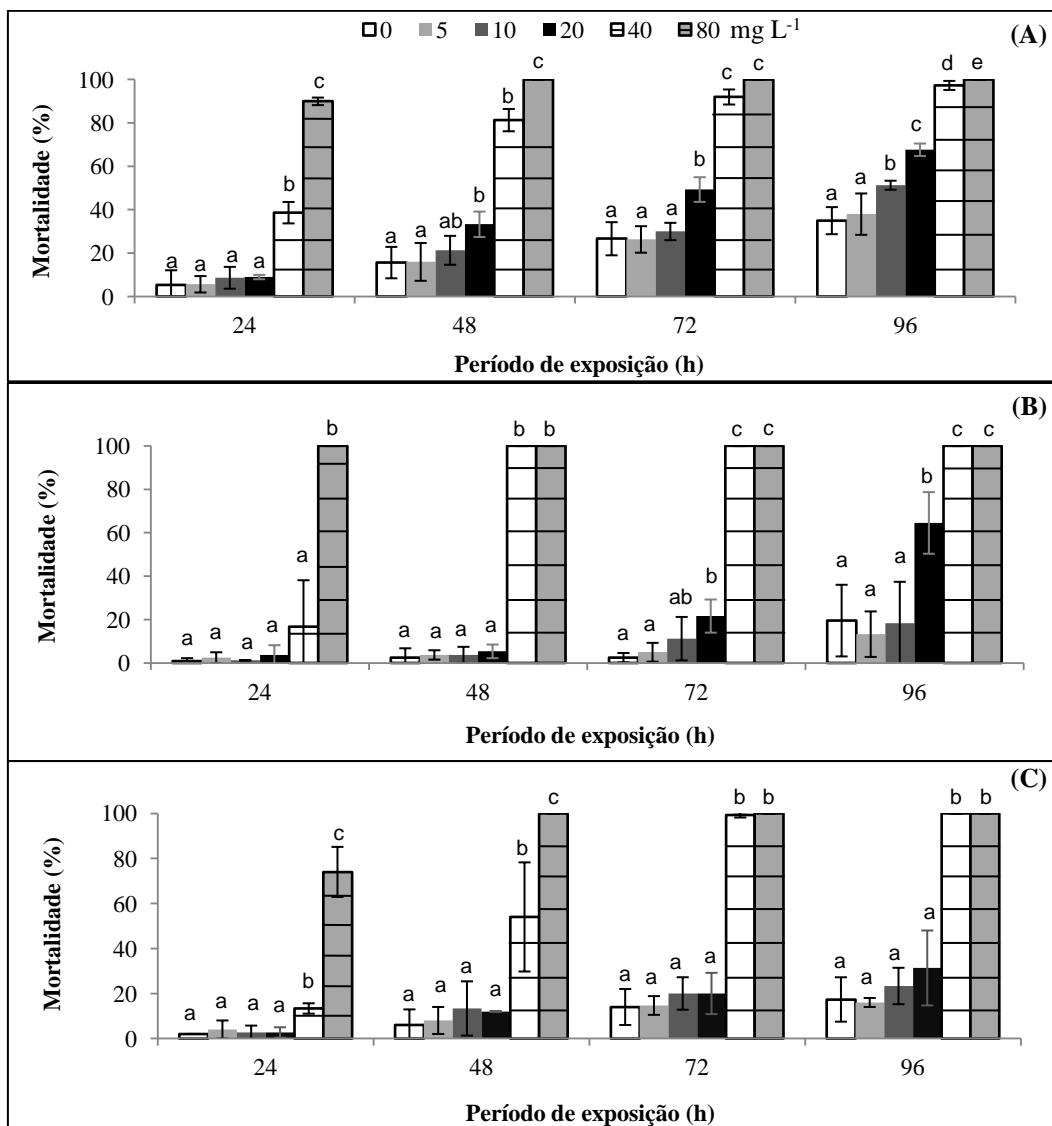 0 5 10 20 40 80 mg L⁻¹ (A)
Mortalidade (%)
100
80
60
40
20
0
a a a a b c
a a ab b b c
a a a b c c
a a b c d e
24 48 72 96
Período de exposição (h)
(B)
Mortalidade (%)
100
80
60
40
20
0
a a a a a b
a a a a b b
a a ab b c c
a a a b c c
24 48 72 96
Período de exposição (h)
(C)
Mortalidade (%)
100
80
60
40
20
0
a a a a b c
a a a a b c
a a a a b b
a a a a b b
24 48 72 96
Período de exposição (h)